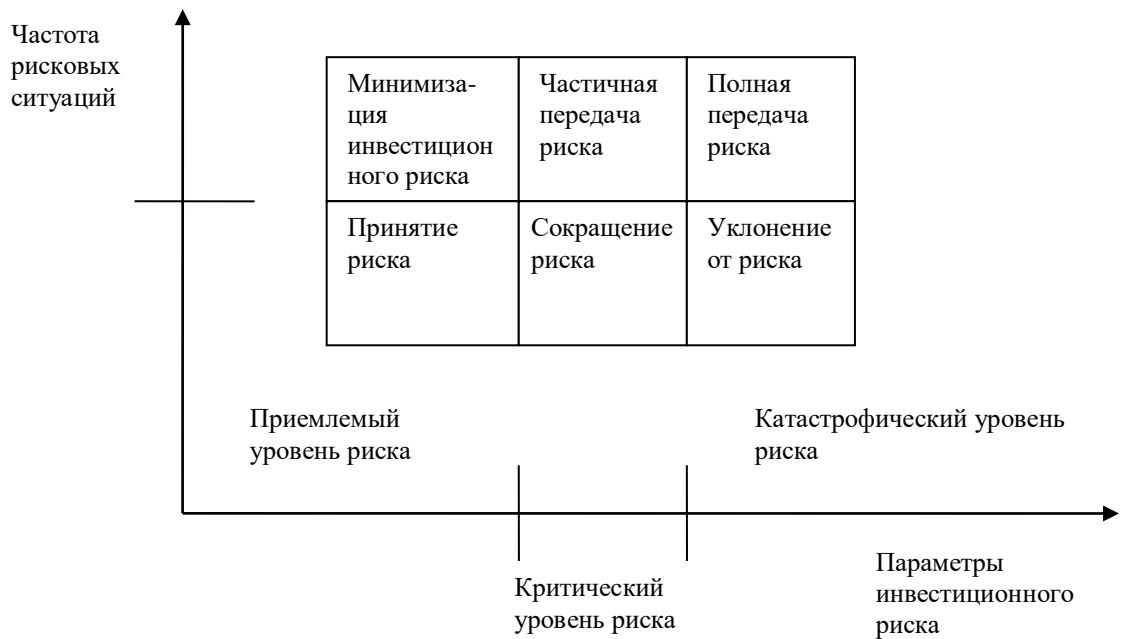 Частота
рисковых
ситуаций
Минимиза-
ция
инвестицион
ного риска
Частичная
передача
риска
Полная
передача
риска
Принятие
риска
Сокращение
риска
Уклонение
от риска
Приемлемый
уровень риска
Катастрофический уровень
риска
Критический
уровень риска
Параметры
инвестиционного
риска